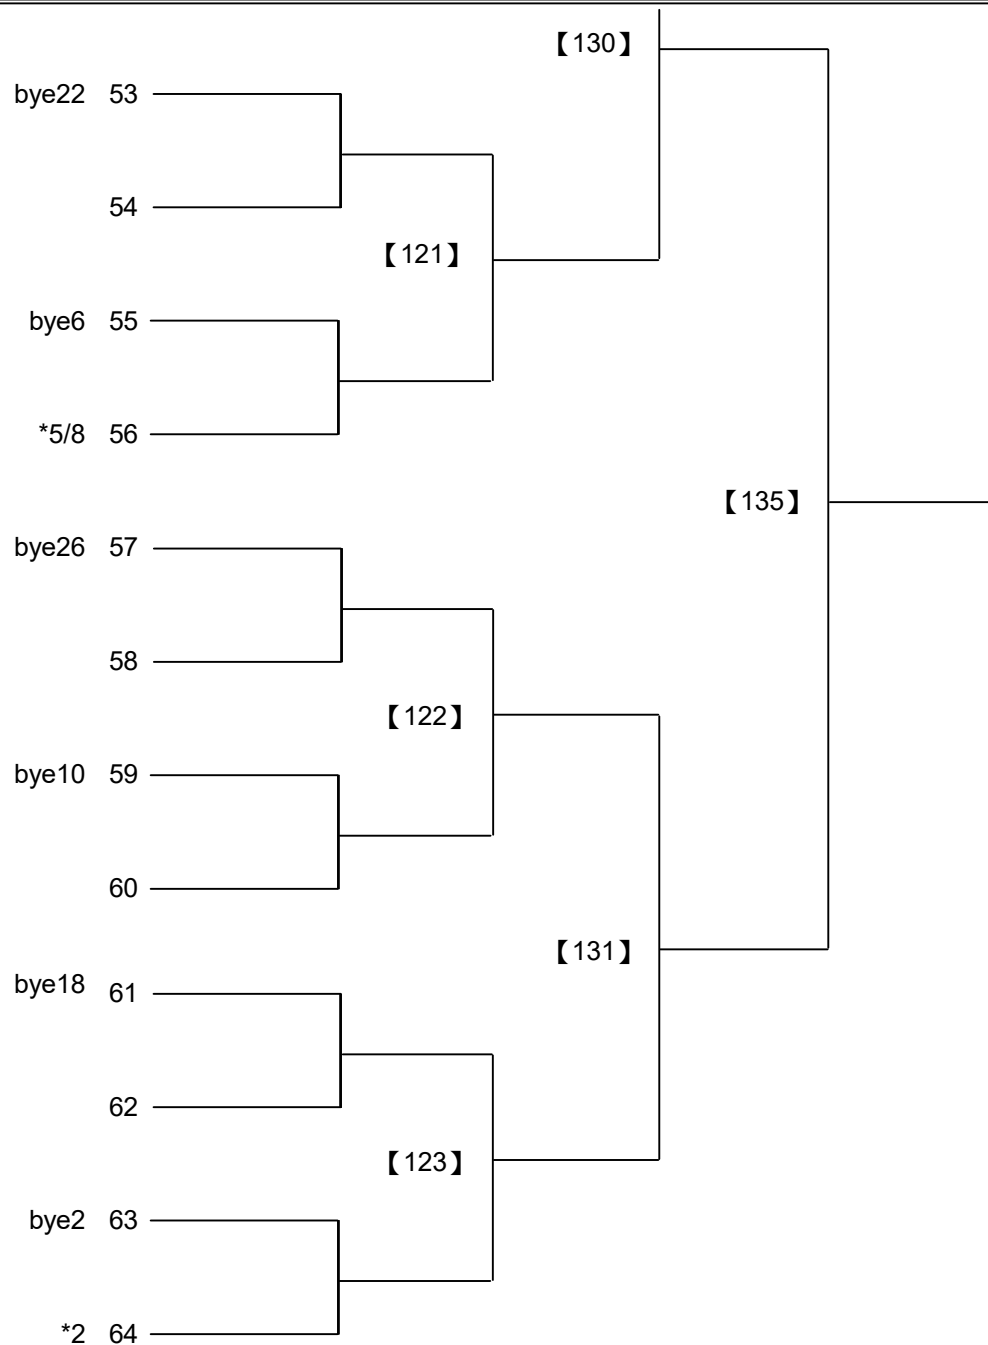 【130】
bye22 53
54
【121】
bye6 55
*5/8 56
【135】
bye26 57
58
【122】
bye10 59
60
【131】
bye18 61
62
【123】
bye2 63
*2 64